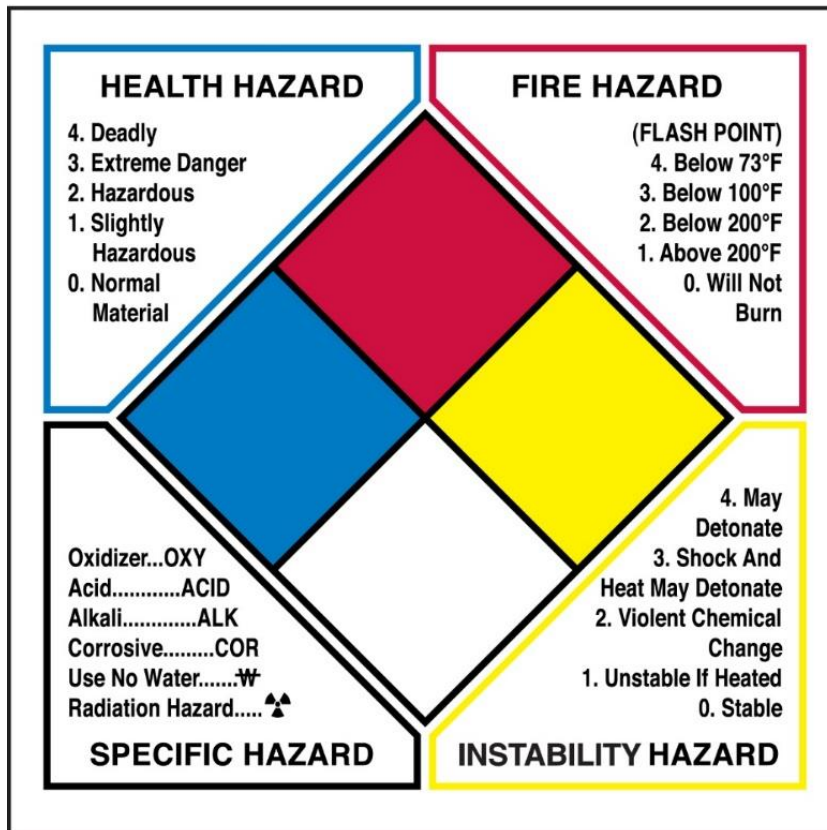 HEALTH HAZARD
4. Deadly
3. Extreme Danger
2. Hazardous
1. Slightly
Hazardous
0. Normal
Material
FIRE HAZARD
(FLASH POINT)
4. Below 73°F
3. Below 100°F
2. Below 200°F
1. Above 200°F
0. Will Not
Burn
Oxidizer...OXY
Acid............ACID
Alkali.............ALK
Corrosive.........COR
Use No Water.......W̶
Radiation Hazard..... ☢
SPECIFIC HAZARD
4. May
Detonate
3. Shock And
Heat May Detonate
2. Violent Chemical
Change
1. Unstable If Heated
0. Stable
INSTABILITY HAZARD